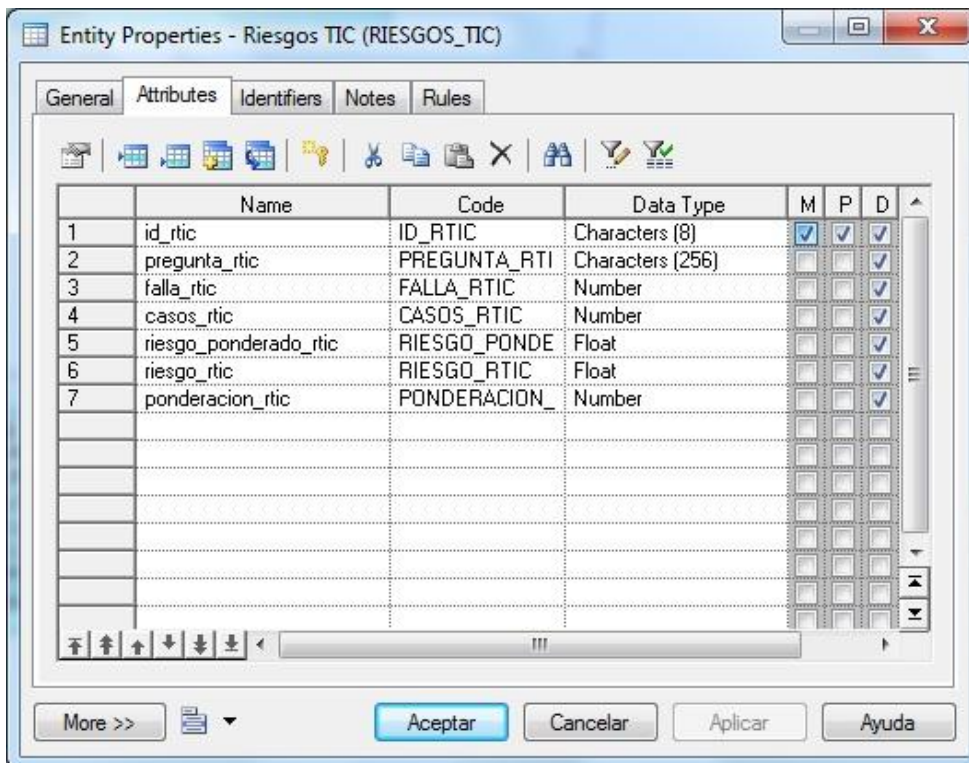 Entity Properties - Riesgos TIC (RIESGOS_TIC)
General Attributes Identifiers Notes Rules
Name Code Data Type M P D
1 id_rtic ID_RTIC Characters (8)
2 pregunta_rtic PREGUNTA_RTI Characters (256)
3 falla_rtic FALLA_RTIC Number
4 casos_rtic CASOS_RTIC Number
5 riesgo_ponderado_rtic RIESGO_PONDE Float
6 riesgo_rtic RIESGO_RTIC Float
7 ponderacion_rtic PONDERACION_ Number
More >> Aceptar Cancelar Aplicar Ayuda